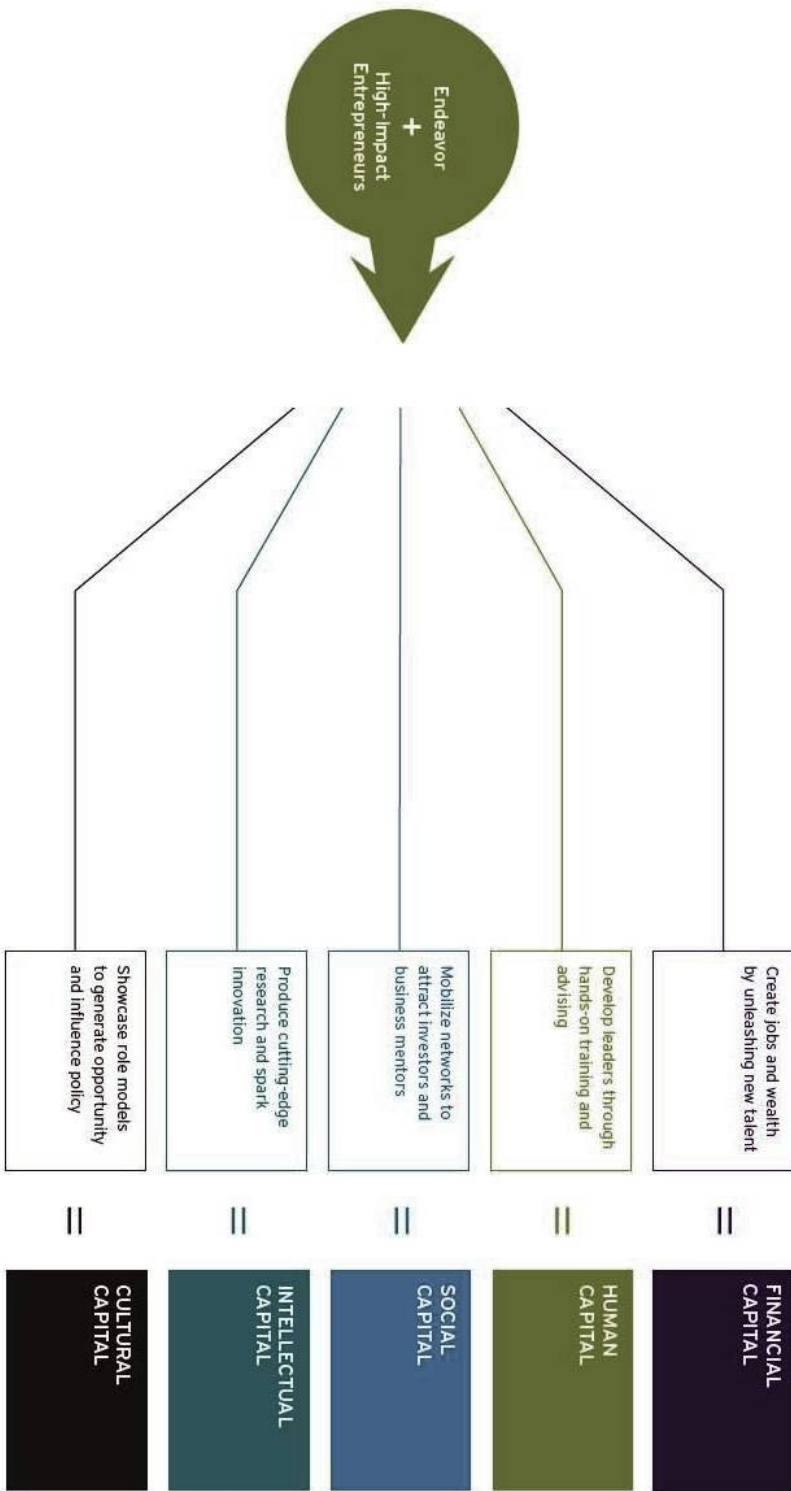 Endeavor
+
High-Impact
Entrepreneurs
Create jobs and wealth
by unleashing new talent
=
FINANCIAL
CAPITAL
Develop leaders through
hands-on training and
advising
=
HUMAN
CAPITAL
Mobilize networks to
attract investors and
business mentors
=
SOCIAL
CAPITAL
Produce cutting-edge
research and spark
innovation
=
INTELLECTUAL
CAPITAL
Showcase role models
to generate opportunity
and influence policy
=
CULTURAL
CAPITAL